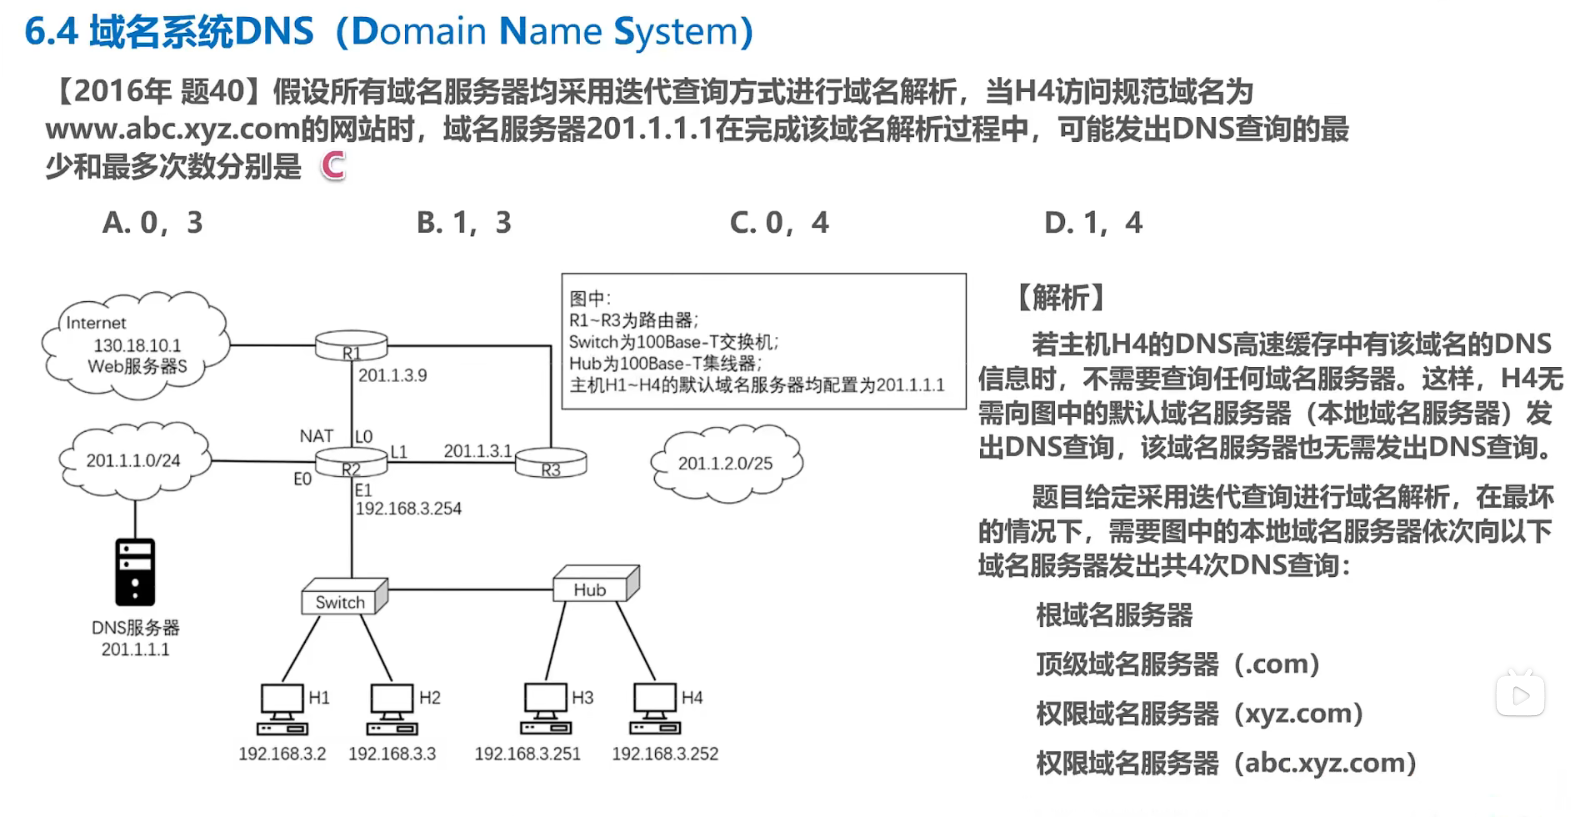 6.4 域名系统DNS（Domain Name System）
【2016年 题40】假设所有域名服务器均采用迭代查询方式进行域名解析，当H4访问规范域名为
www.abc.xyz.com的网站时，域名服务器201.1.1.1在完成该域名解析过程中，可能发出DNS查询的最
少和最多次数分别是 C
A. 0，3 B. 1，3 C. 0，4 D. 1，4
Internet
130.18.10.1
Web服务器S
R1
201.1.3.9
图中：
R1~R3为路由器；
Switch为100Base-T交换机；
Hub为100Base-T集线器；
主机H1~H4的默认域名服务器均配置为201.1.1.1
NAT L0
201.1.1.0/24
R2
L1
201.1.3.1
R3
201.1.2.0/25
E0
E1
192.168.3.254
DNS服务器
201.1.1.1
Switch
Hub
H1
H2
H3
H4
192.168.3.2
192.168.3.3
192.168.3.251
192.168.3.252
【解析】
若主机H4的DNS高速缓存中有该域名的DNS
信息时，不需要查询任何域名服务器。这样，H4无
需向图中的默认域名服务器（本地域名服务器）发
出DNS查询，该域名服务器也无需发出DNS查询。
题目给定采用迭代查询进行域名解析，在最坏
的情况下，需要图中的本地域名服务器依次向以下
域名服务器发出共4次DNS查询：
根域名服务器
顶级域名服务器（.com）
权限域名服务器（xyz.com）
权限域名服务器（abc.xyz.com）